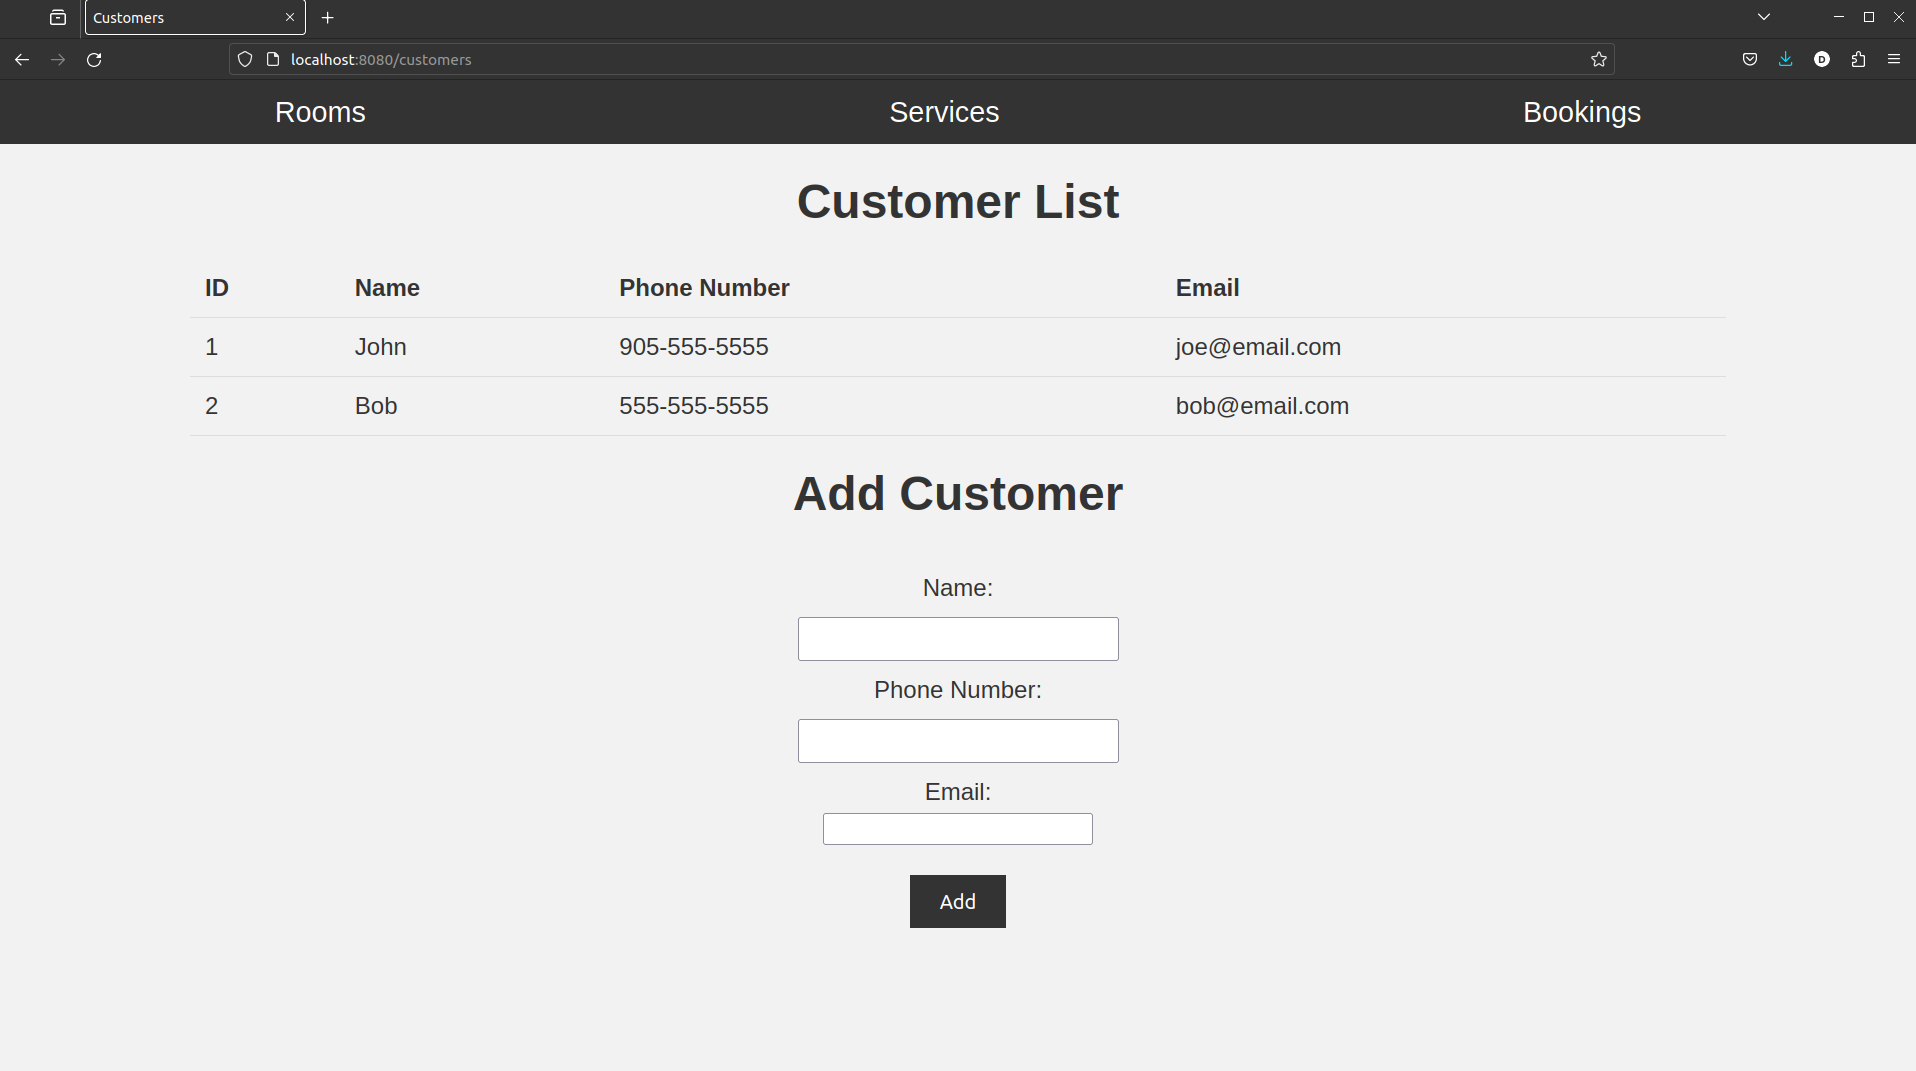 Customers
localhost:8080/customers
D
Rooms Services Bookings
Customer List
ID Name Phone Number Email
1 John 905-555-5555 joe@email.com
2 Bob 555-555-5555 bob@email.com
Add Customer
Name:
Phone Number:
Email:
Add